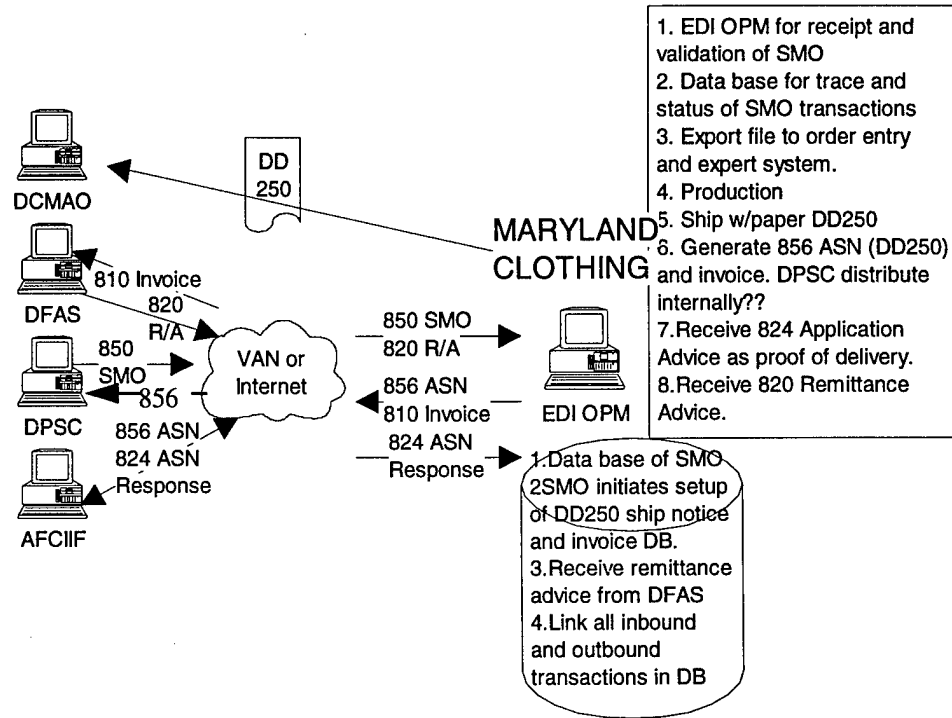 DCMAO
DD
250
810 Invoice
820
R/A
DFAS
850
SMO
856
DPSC
856 ASN
824 ASN
Response
AFCIIF
VAN or
Internet
MARYLAND
CLOTHING
850 SMO
820 R/A
856 ASN
810 Invoice
824 ASN
Response
EDI OPM
1. EDI OPM for receipt and
validation of SMO
2. Data base for trace and
status of SMO transactions
3. Export file to order entry
and expert system.
4. Production
5. Ship w/paper DD250
6. Generate 856 ASN (DD250)
and invoice. DPSC distribute
internally??
7.Receive 824 Application
Advice as proof of delivery.
8.Receive 820 Remittance
Advice.
1.Data base of SMO
2SMO initiates setup
of DD250 ship notice
and invoice DB.
3.Receive remittance
advice from DFAS
4.Link all inbound
and outbound
transactions in DB